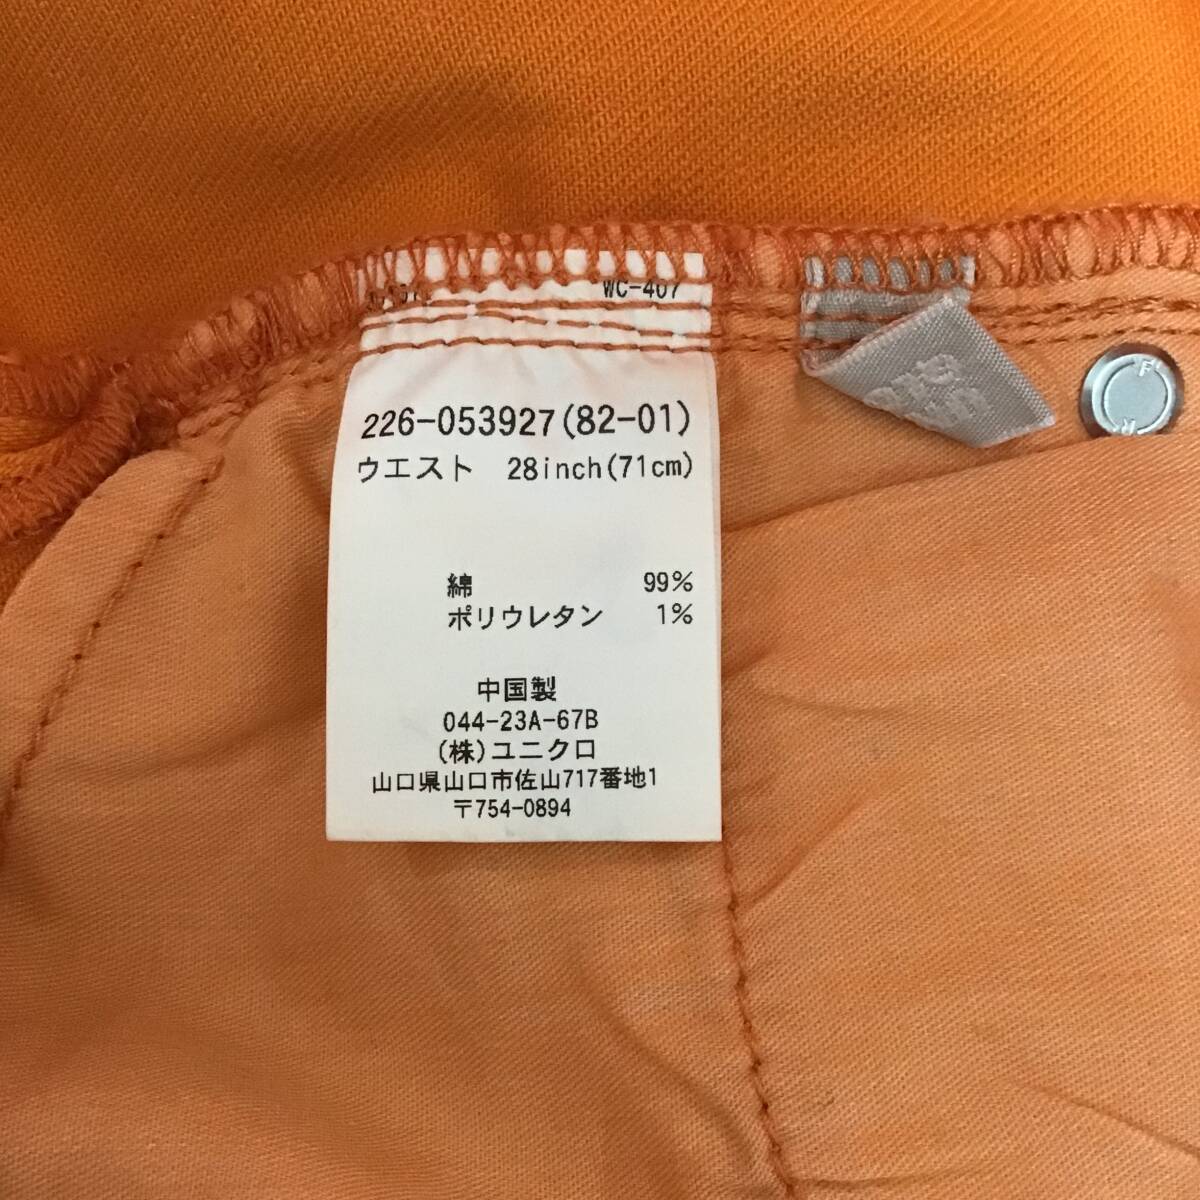 WC-407
226-053927(82-01)
ウエスト 28inch(71cm)
綿 99%
ポリウレタン 1%
中国製
044-23A-67B
(株)ユニクロ
山口県山口市佐山717番地1
〒754-0894
F
R